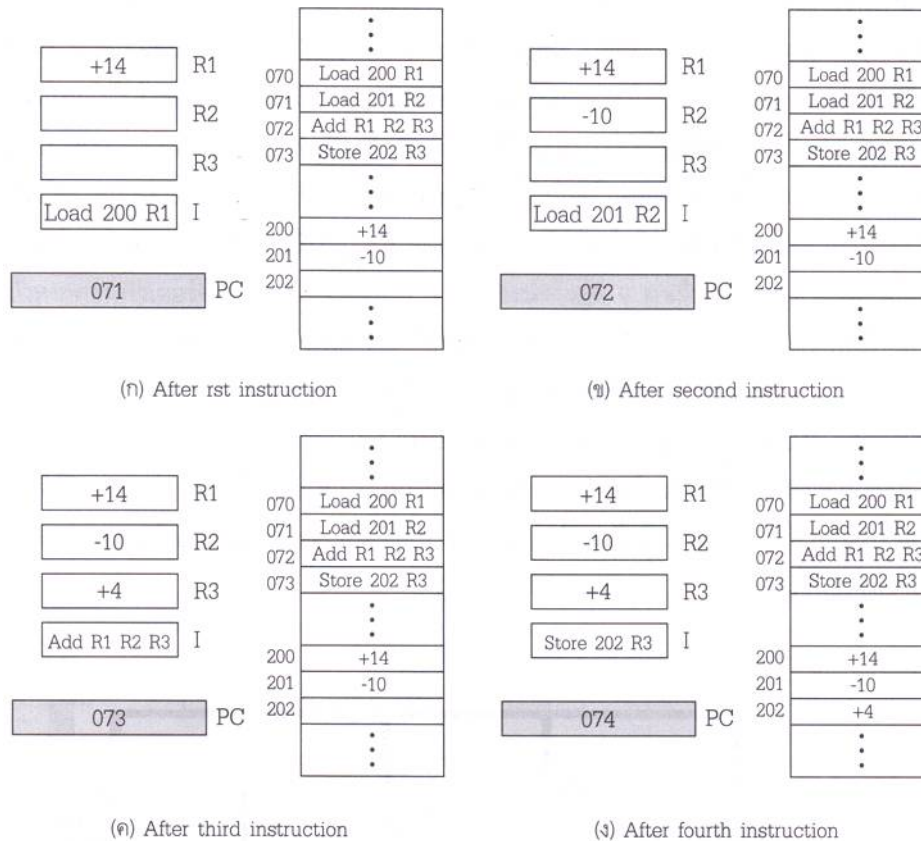 +14 R1
R2
R3
Load 200 R1 I
071 PC
070 Load 200 R1
071 Load 201 R2
072 Add R1 R2 R3
073 Store 202 R3
200 +14
201 -10
202
(ก) After rst instruction
+14 R1
-10 R2
R3
Load 201 R2 I
072 PC
070 Load 200 R1
071 Load 201 R2
072 Add R1 R2 R3
073 Store 202 R3
200 +14
201 -10
202
(ข) After second instruction
+14 R1
-10 R2
+4 R3
Add R1 R2 R3 I
073 PC
070 Load 200 R1
071 Load 201 R2
072 Add R1 R2 R3
073 Store 202 R3
200 +14
201 -10
202
(ค) After third instruction
+14 R1
-10 R2
+4 R3
Store 202 R3 I
074 PC
070 Load 200 R1
071 Load 201 R2
072 Add R1 R2 R3
073 Store 202 R3
200 +14
201 -10
202 +4
(ง) After fourth instruction